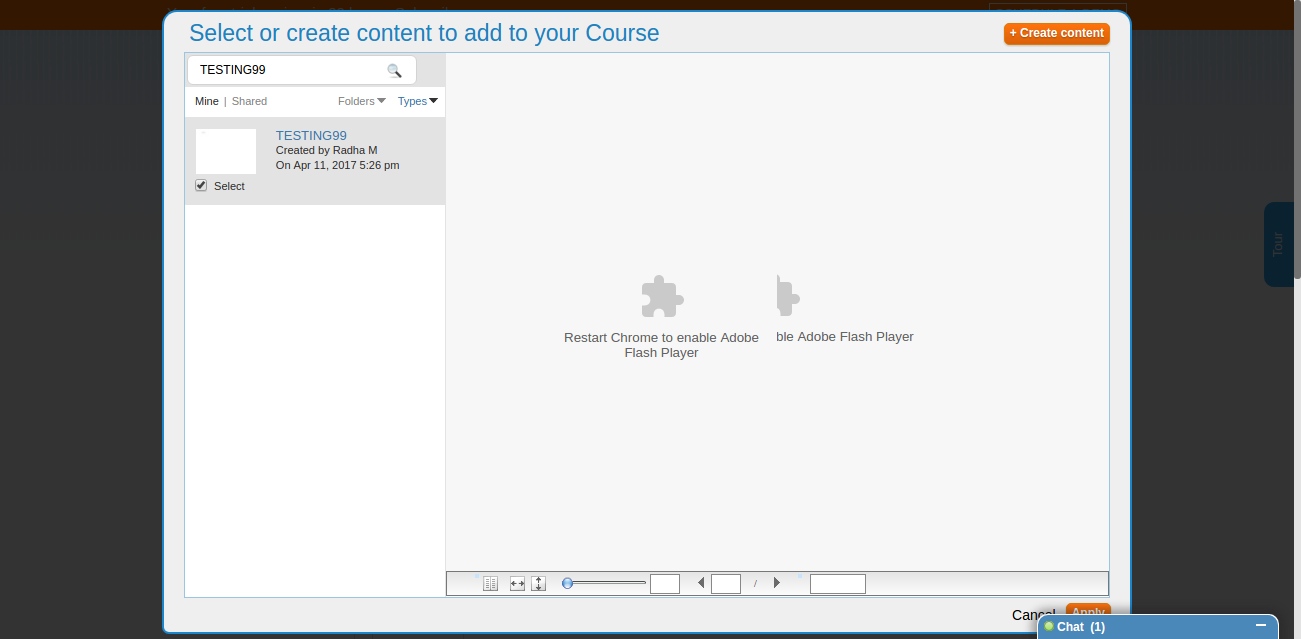 Select or create content to add to your Course
+ Create content
TESTING99
Mine | Shared
Folders
Types
TESTING99
Created by Radha M
On Apr 11, 2017 5:26 pm
Select
Restart Chrome to enable Adobe
Flash Player
ble Adobe Flash Player
/
Tour
Cancel
Apply
Chat (1)